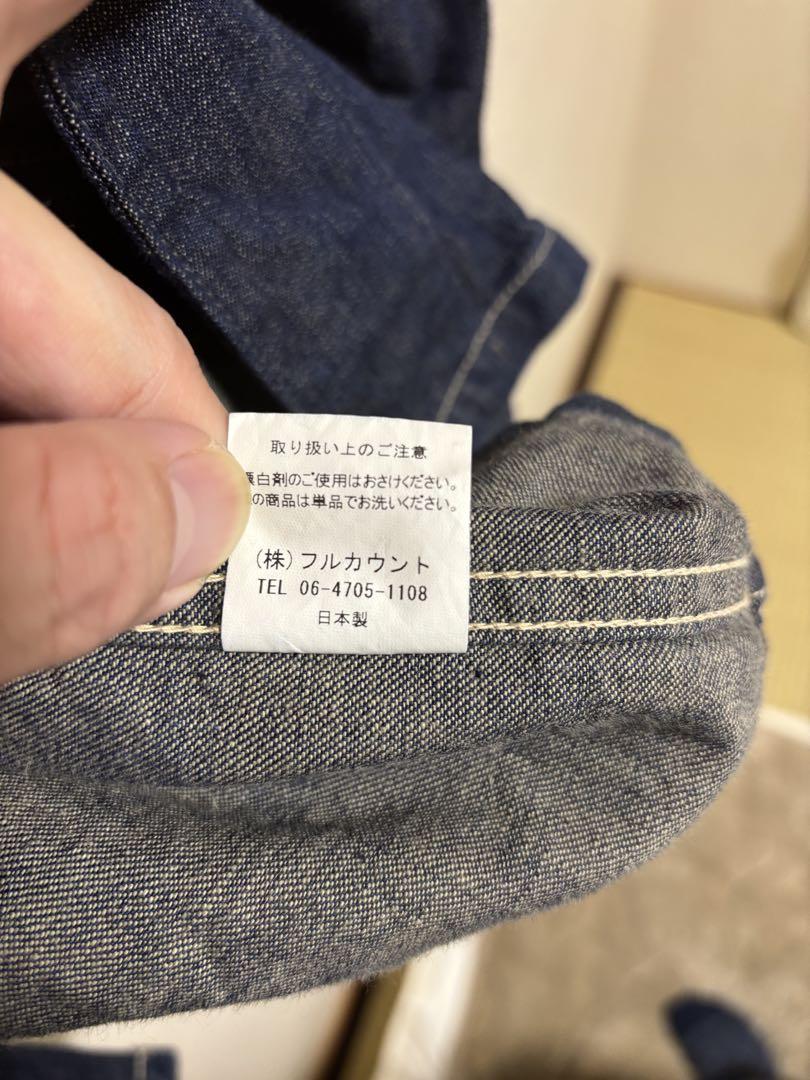 取り扱い上のご注意
白剤のご使用はおさけください。
の商品は単品でお洗いください。
(株)フルカウント
TEL 06-4705-1108
日本製